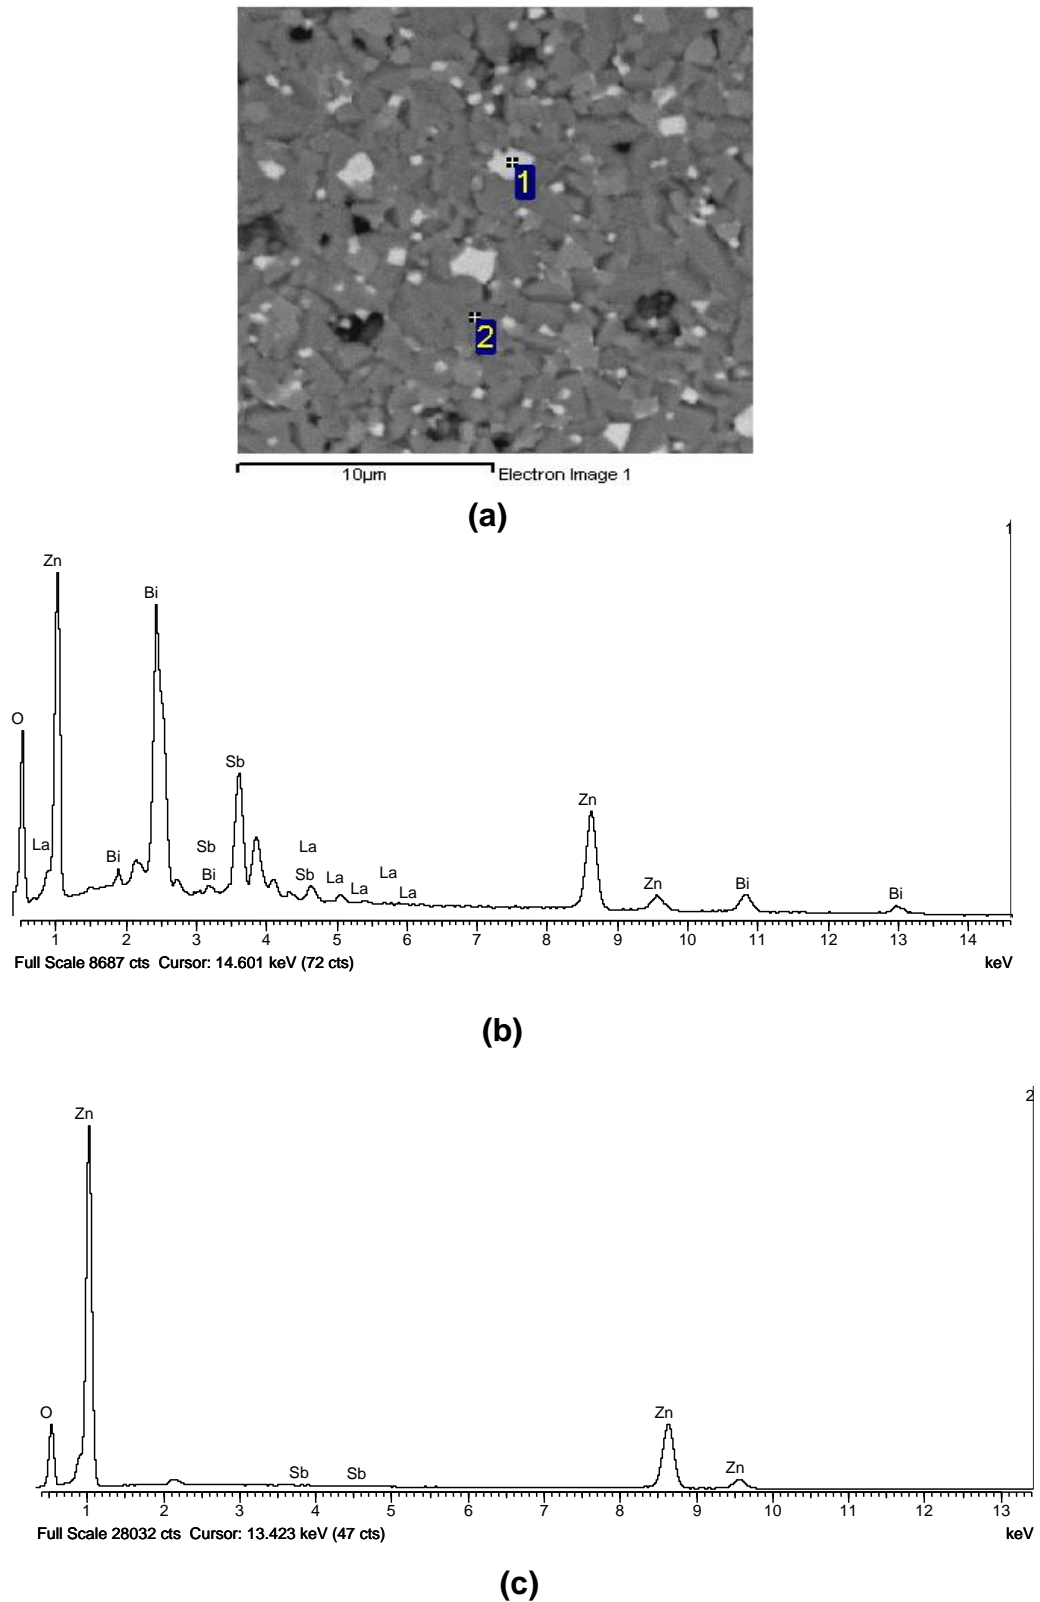 1
2
10µm Electron Image 1
(a)
1
Zn
Bi
O
Sb
Zn
La Sb La
Bi Bi Sb La La La La Zn Bi Bi
1 2 3 4 5 6 7 8 9 10 11 12 13 14
Full Scale 8687 cts Cursor: 14.601 keV (72 cts) keV
(b)
2
Zn
O Zn
Sb Sb Zn
1 2 3 4 5 6 7 8 9 10 11 12 13
Full Scale 28032 cts Cursor: 13.423 keV (47 cts) keV
(c)